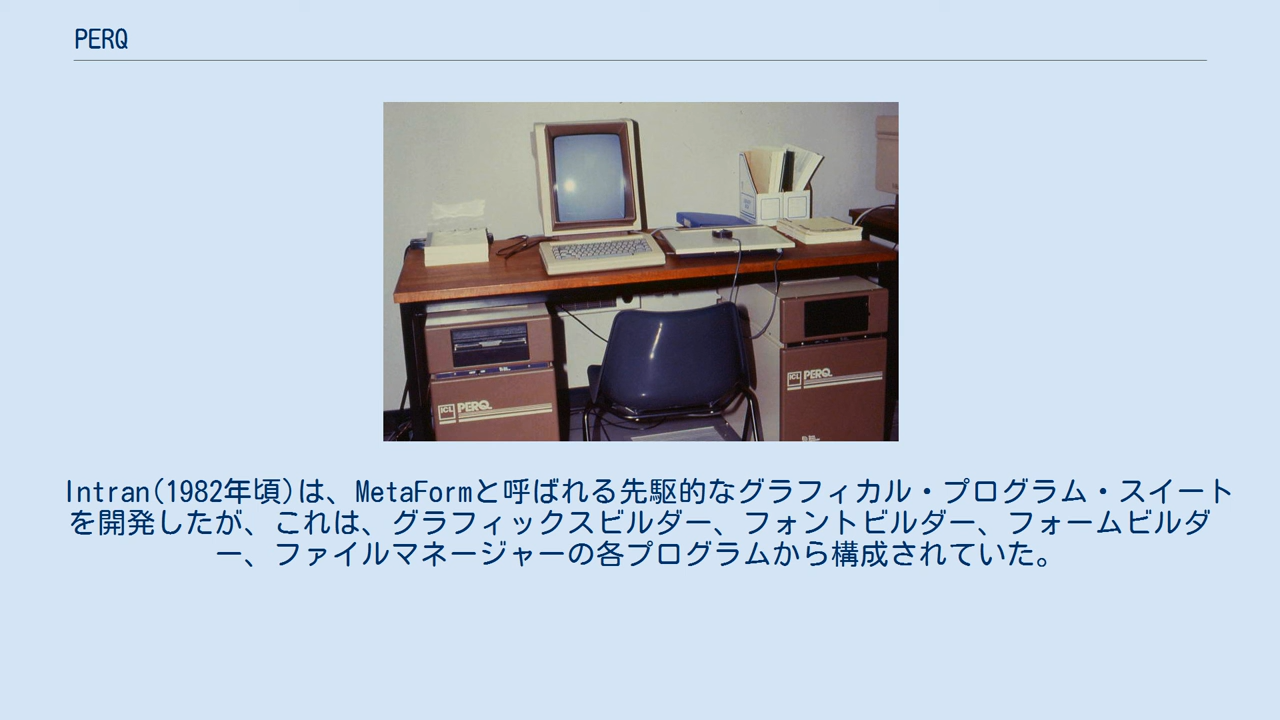 PERQ
ICL PERQ
ICL PERQ
Intran(1982年頃)は、MetaFormと呼ばれる先駆的なグラフィカル・プログラム・スイート
を開発したが、これは、グラフィックスビルダー、フォントビルダー、フォームビルダ
ー、ファイルマネージャーの各プログラムから構成されていた。